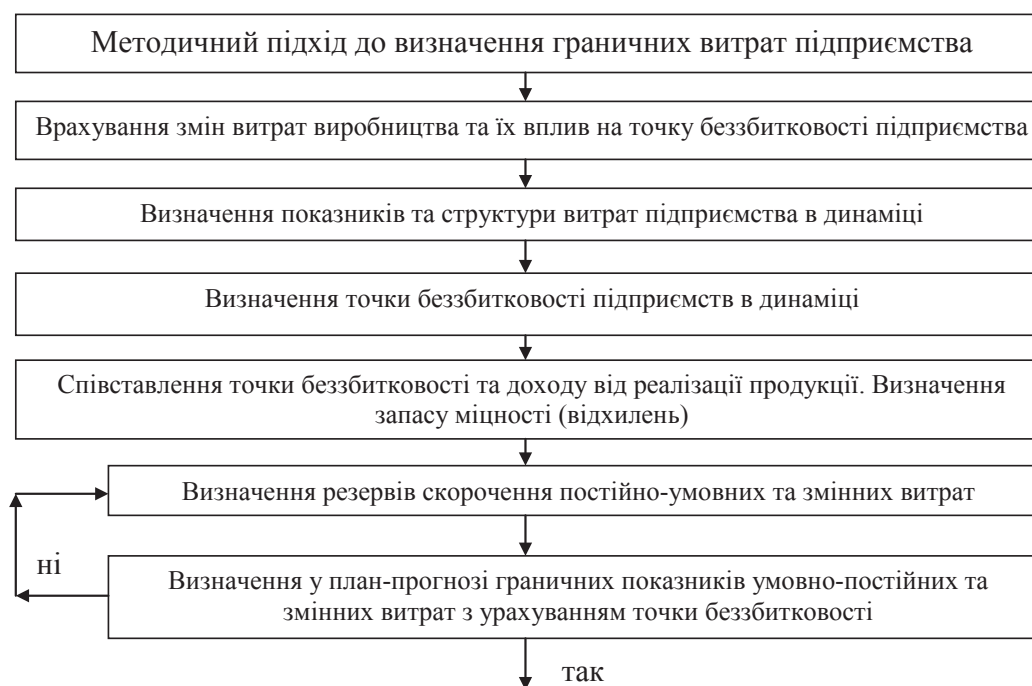 Методичний підхід до визначення граничних витрат підприємства
Врахування змін витрат виробництва та їх вплив на точку беззбитковості підприємства
Визначення показників та структури витрат підприємства в динаміці
Визначення точки беззбитковості підприємств в динаміці
Співставлення точки беззбитковості та доходу від реалізації продукції. Визначення
запасу міцності (відхилень)
Визначення резервів скорочення постійно-умовних та змінних витрат
ні
Визначення у план-прогнозі граничних показників умовно-постійних та
змінних витрат з урахуванням точки беззбитковості
так